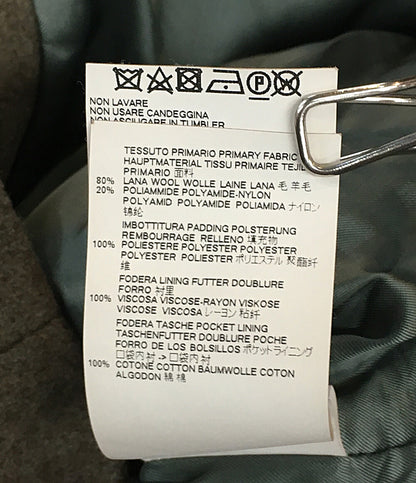 NON LAVARE
NON USARE CANDEGGINA
NON ASCIUGARE IN TUMBLER
TESSUTO PRIMARIO PRIMARY FABRIC
HAUPTMATERIAL TISSU PRIMAIRE TEJI
PRIMARIO 面料
80% LANA WOOL WOLLE LAINE LANA 毛 羊毛
20% POLIAMMIDE POLYAMIDE-NYLON
POLYAMID POLYAMIDE POLIAMIDA ナイロン
锦纶
IMBOTTITURA PADDING POLSTERUNG
REMBOURRAGE RELLENO 填充物
100% POLIESTERE POLYESTER POLYESTER
POLYESTER POLIESTER ポリエステル 聚酯纤
维
FODERA LINING FUTTER DOUBLURE
FORRO 衬里
100% VISCOSA VISCOSE-RAYON VISKOSE
VISCOSE VISCOSA レーヨン 粘纤
FODERA TASCHE POCKET LINING
TASCHENFUTTER DOUBLURE POCHE
FORRO DE LOS BOLSILLOS ポケットライニング
口袋内衬 -> 口袋内衬
100% COTONE COTTON BAUMWOLLE COTON
ALGODON 綿 棉